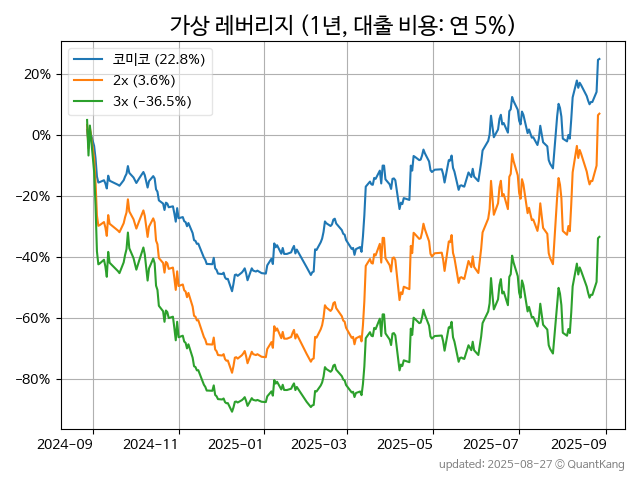 가상 레버리지 (1년, 대출 비용: 연 5%)
코미코 (22.8%)
2x (3.6%)
3x (−36.5%)
20%
0%
−20%
−40%
−60%
−80%
2024-09
2024-11
2025-01
2025-03
2025-05
2025-07
2025-09
updated: 2025-08-27 © QuantKang